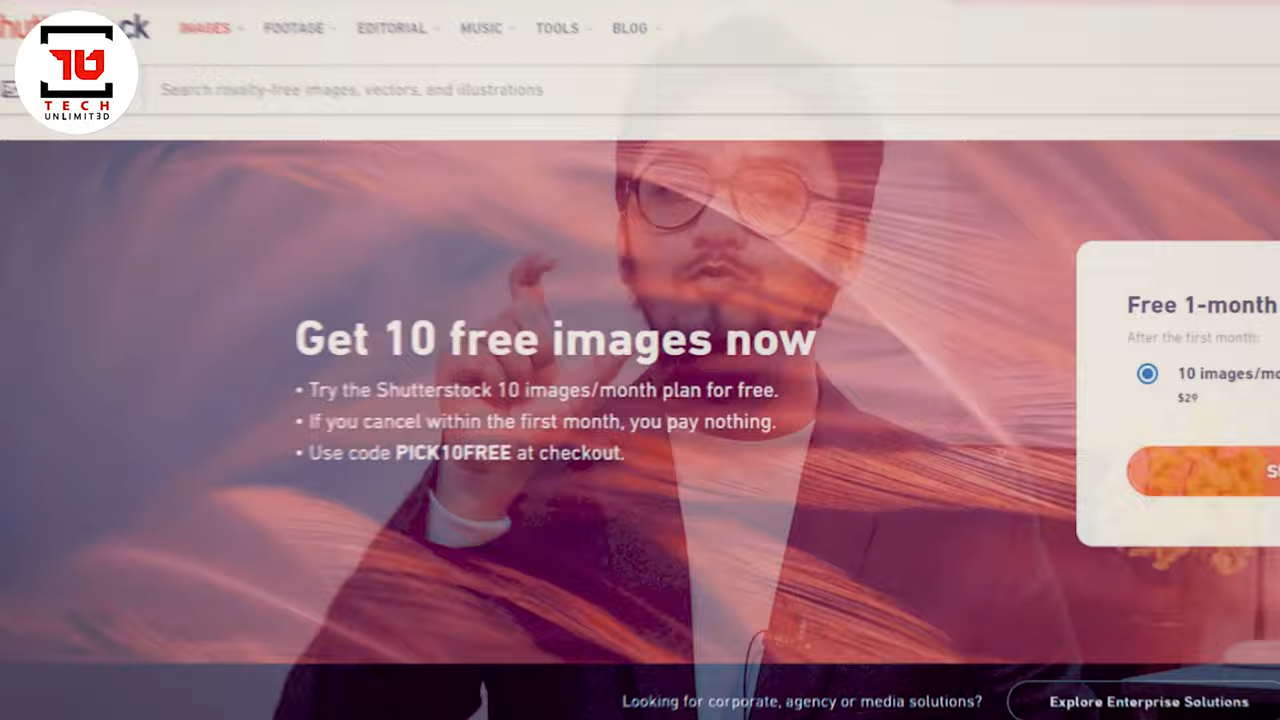 IMAGES FOOTAGE EDITORIAL MUSIC TOOLS BLOG
TECH
UNLIMIT3D
Search royalty-free images, vectors, and illustrations
Get 10 free images now
• Try the Shutterstock 10 images/month plan for free.
• If you cancel within the first month, you pay nothing.
• Use code PICK10FREE at checkout.
Free 1-month
After the first month:
10 images/mo
$29
Looking for corporate, agency or media solutions?
Explore Enterprise Solutions